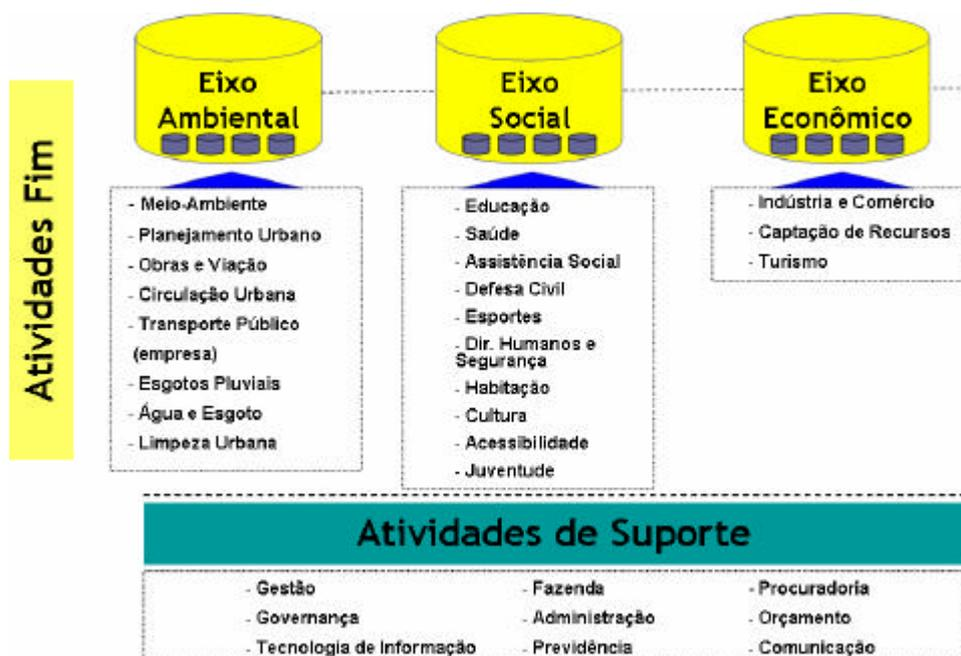 Atividades Fim
Eixo
Ambiental
Eixo
Social
Eixo
Econômico
- Meio-Ambiente
- Planejamento Urbano
- Obras e Viação
- Circulação Urbana
- Transporte Público
(empresa)
- Esgotos Pluviais
- Água e Esgoto
- Limpeza Urbana
- Educação
- Saúde
- Assistência Social
- Defesa Civil
- Esportes
- Dir. Humanos e
Segurança
- Habitação
- Cultura
- Acessibilidade
- Juventude
- Indústria e Comércio
- Captação de Recursos
- Turismo
Atividades de Suporte
- Gestão
- Governança
- Tecnologia de Informação
- Fazenda
- Administração
- Previdência
- Procuradoria
- Orçamento
- Comunicação